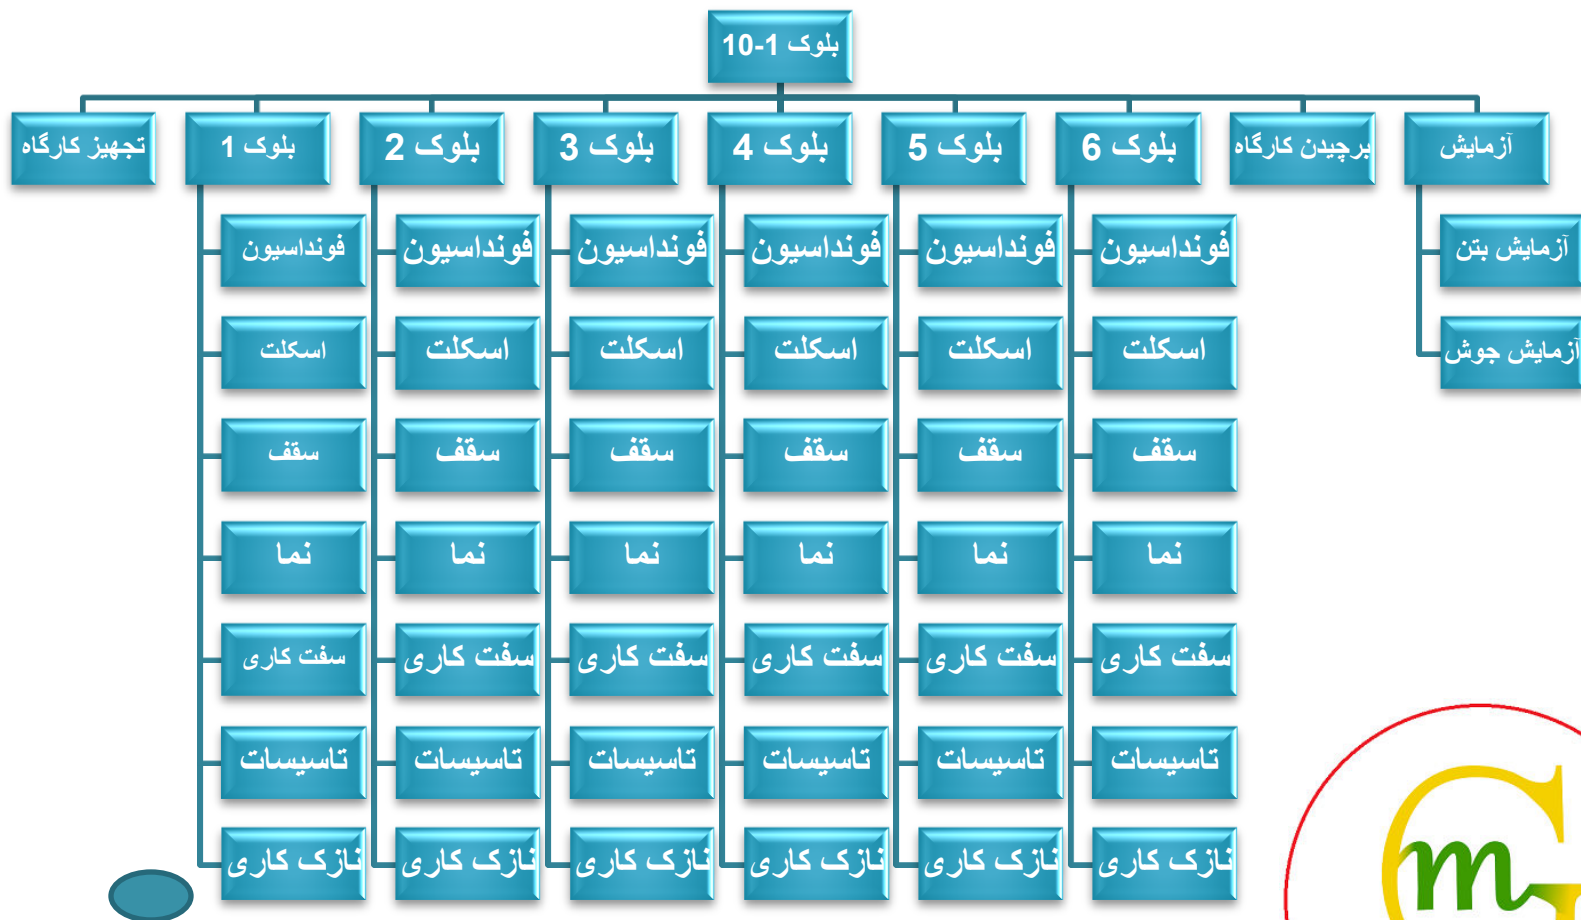 بلوک 1-10
تجهیز کارگاه
بلوک 1
بلوک 2
بلوک 3
بلوک 4
بلوک 5
بلوک 6
برچیدن کارگاه
آزمایش
فونداسیون
فونداسیون
فونداسیون
فونداسیون
فونداسیون
فونداسیون
آزمایش بتن
اسکلت
اسکلت
اسکلت
اسکلت
اسکلت
اسکلت
آزمایش جوش
سقف
سقف
سقف
سقف
سقف
سقف
نما
نما
نما
نما
نما
نما
سفت کاری
سفت کاری
سفت کاری
سفت کاری
سفت کاری
سفت کاری
تاسیسات
تاسیسات
تاسیسات
تاسیسات
تاسیسات
تاسیسات
نازک کاری
نازک کاری
نازک کاری
نازک کاری
نازک کاری
نازک کاری
G
m